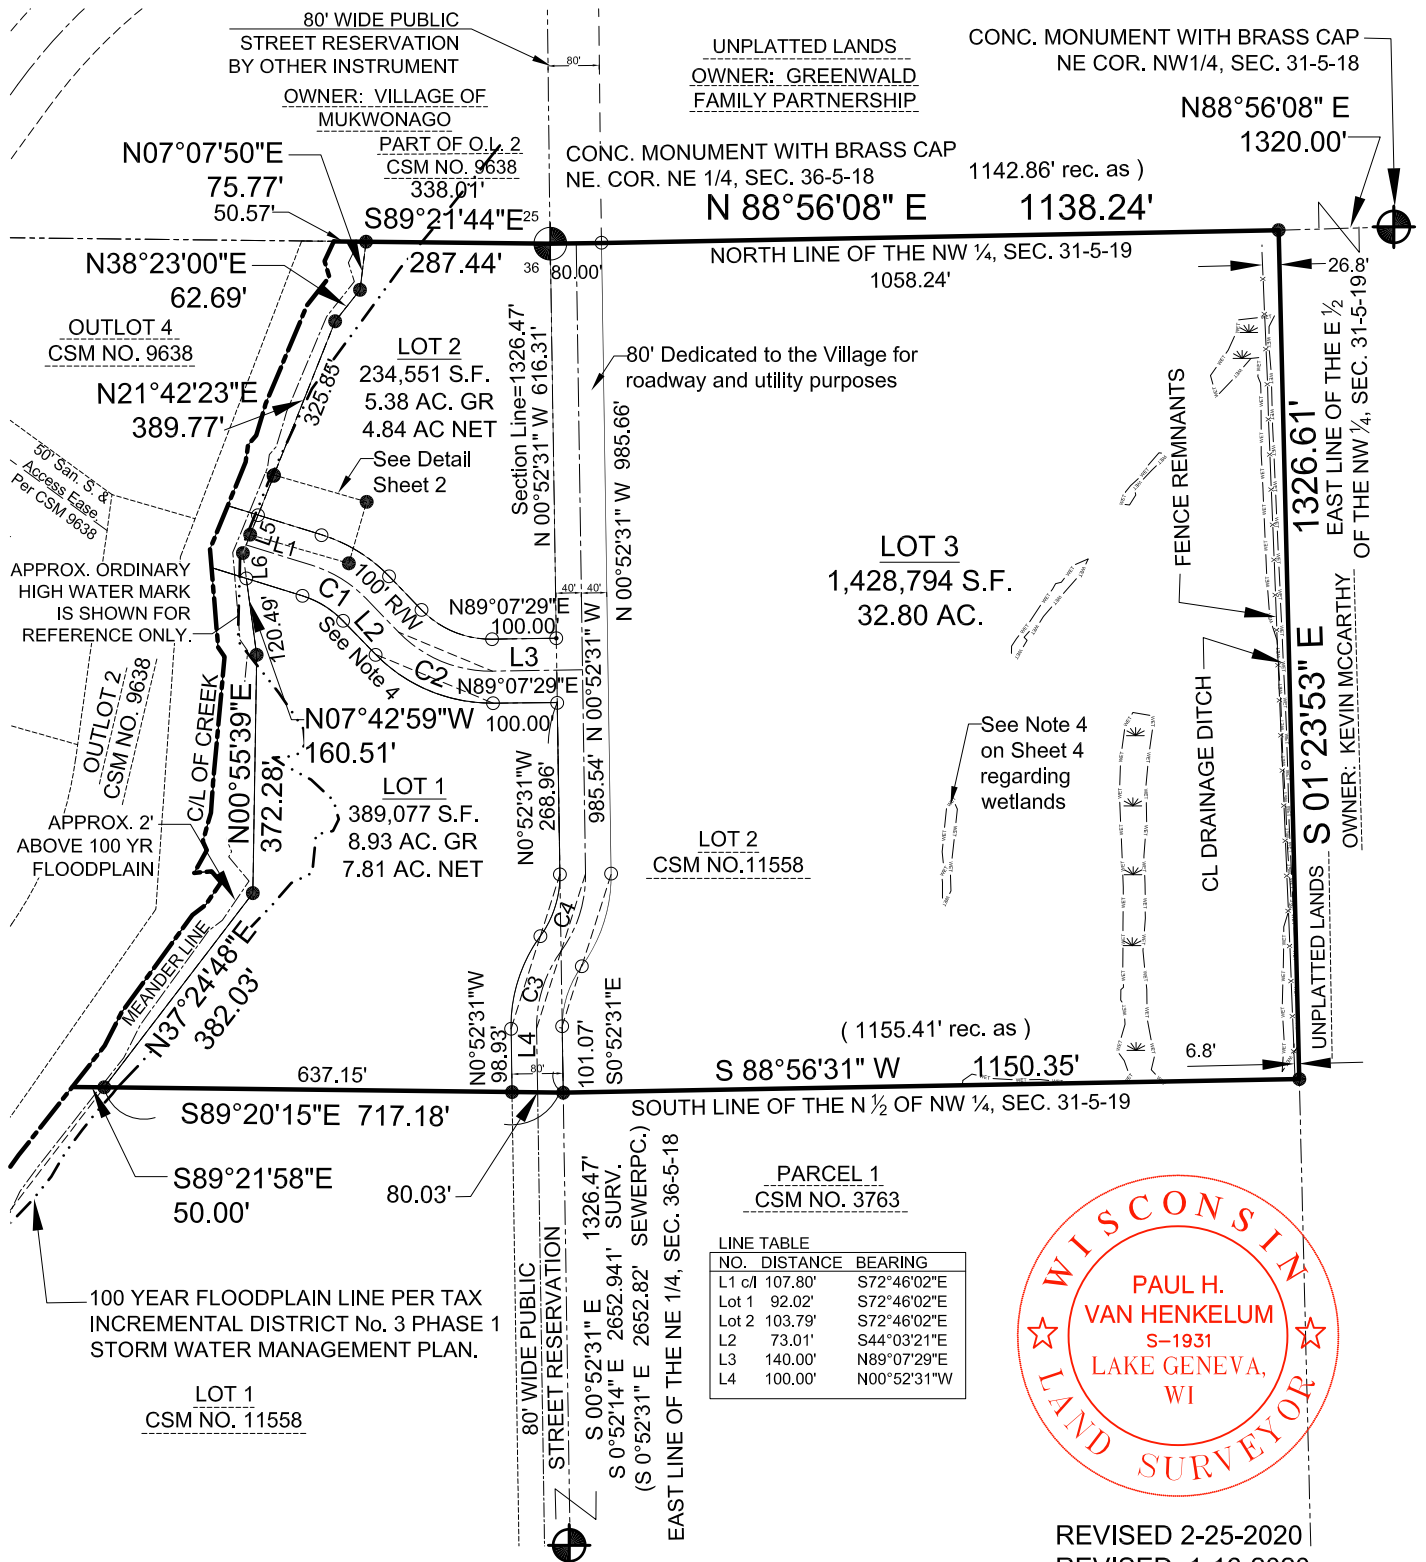 80' WIDE PUBLIC
STREET RESERVATION
BY OTHER INSTRUMENT
OWNER: VILLAGE OF
MUKWONAGO
PART OF O.L. 2
CSM NO. 9638
338.01'
S89°21'44"E
287.44'
25
36
80'
80.00'
UNPLATTED LANDS
OWNER: GREENWALD
FAMILY PARTNERSHIP
CONC. MONUMENT WITH BRASS CAP
NE COR. NW1/4, SEC. 31-5-18
N88°56'08" E
1320.00'
CONC. MONUMENT WITH BRASS CAP
NE. COR. NE 1/4, SEC. 36-5-18
1142.86' rec. as )
N 88°56'08" E 1138.24'
NORTH LINE OF THE NW ¼, SEC. 31-5-19
1058.24'
26.8'
N07°07'50"E
75.77'
50.57'
N38°23'00"E
62.69'
OUTLOT 4
CSM NO. 9638
N21°42'23"E
389.77'
325.85'
LOT 2
234,551 S.F.
5.38 AC. GR
4.84 AC NET
See Detail
Sheet 2
Section Line=1326.47'
N 00°52'31" W 616.31'
80' Dedicated to the Village for
roadway and utility purposes
N 00°52'31" W 985.66'
50' San. S. &
Access Ease.
Per CSM 9638
APPROX. ORDINARY
HIGH WATER MARK
IS SHOWN FOR
REFERENCE ONLY.
L5
L1
L6
100' R/W
C1
L2
C2
See Note 4
120.49'
N89°07'29"E
100.00'
L3
N89°07'29"E
100.00'
40' 40'
985.54' N 00°52'31" W
N07°42'59"W
160.51'
OUTLOT 2
CSM NO. 9638
C/L OF CREEK
N00°55'39"E
372.28'
LOT 1
389,077 S.F.
8.93 AC. GR
7.81 AC. NET
N0°52'31"W
268.96'
APPROX. 2'
ABOVE 100 YR
FLOODPLAIN
MEANDER LINE
N37°24'48"E
382.03'
LOT 2
CSM NO.11558
LOT 3
1,428,794 S.F.
32.80 AC.
See Note 4
on Sheet 4
regarding
wetlands
FENCE REMNANTS
CL DRAINAGE DITCH
S 01°23'53" E 1326.61'
EAST LINE OF THE E ½
OF THE NW ¼, SEC. 31-5-19
UNPLATTED LANDS
OWNER: KEVIN MCCARTHY
WET
C4
C3
L4
80'
N0°52'31"W
98.93'
101.07'
S0°52'31"E
( 1155.41' rec. as )
S 88°56'31" W 1150.35'
6.8'
SOUTH LINE OF THE N ½ OF NW ¼, SEC. 31-5-19
637.15'
S89°20'15"E 717.18'
S89°21'58"E
50.00'
80.03'
100 YEAR FLOODPLAIN LINE PER TAX
INCREMENTAL DISTRICT No. 3 PHASE 1
STORM WATER MANAGEMENT PLAN.
LOT 1
CSM NO. 11558
80' WIDE PUBLIC
STREET RESERVATION
S 00°52'31" E 1326.47'
S 0°52'14" E 2652.941' SURV.
(S 0°52'31" E 2652.82' SEWERPC.)
EAST LINE OF THE NE 1/4, SEC. 36-5-18
PARCEL 1
CSM NO. 3763
LINE TABLE
NO. DISTANCE BEARING
L1 c/l 107.80' S72°46'02"E
Lot 1 92.02' S72°46'02"E
Lot 2 103.79' S72°46'02"E
L2 73.01' S44°03'21"E
L3 140.00' N89°07'29"E
L4 100.00' N00°52'31"W
WISCONSIN
PAUL H.
VAN HENKELUM
S-1931
LAKE GENEVA,
WI
LAND SURVEYOR
REVISED 2-25-2020